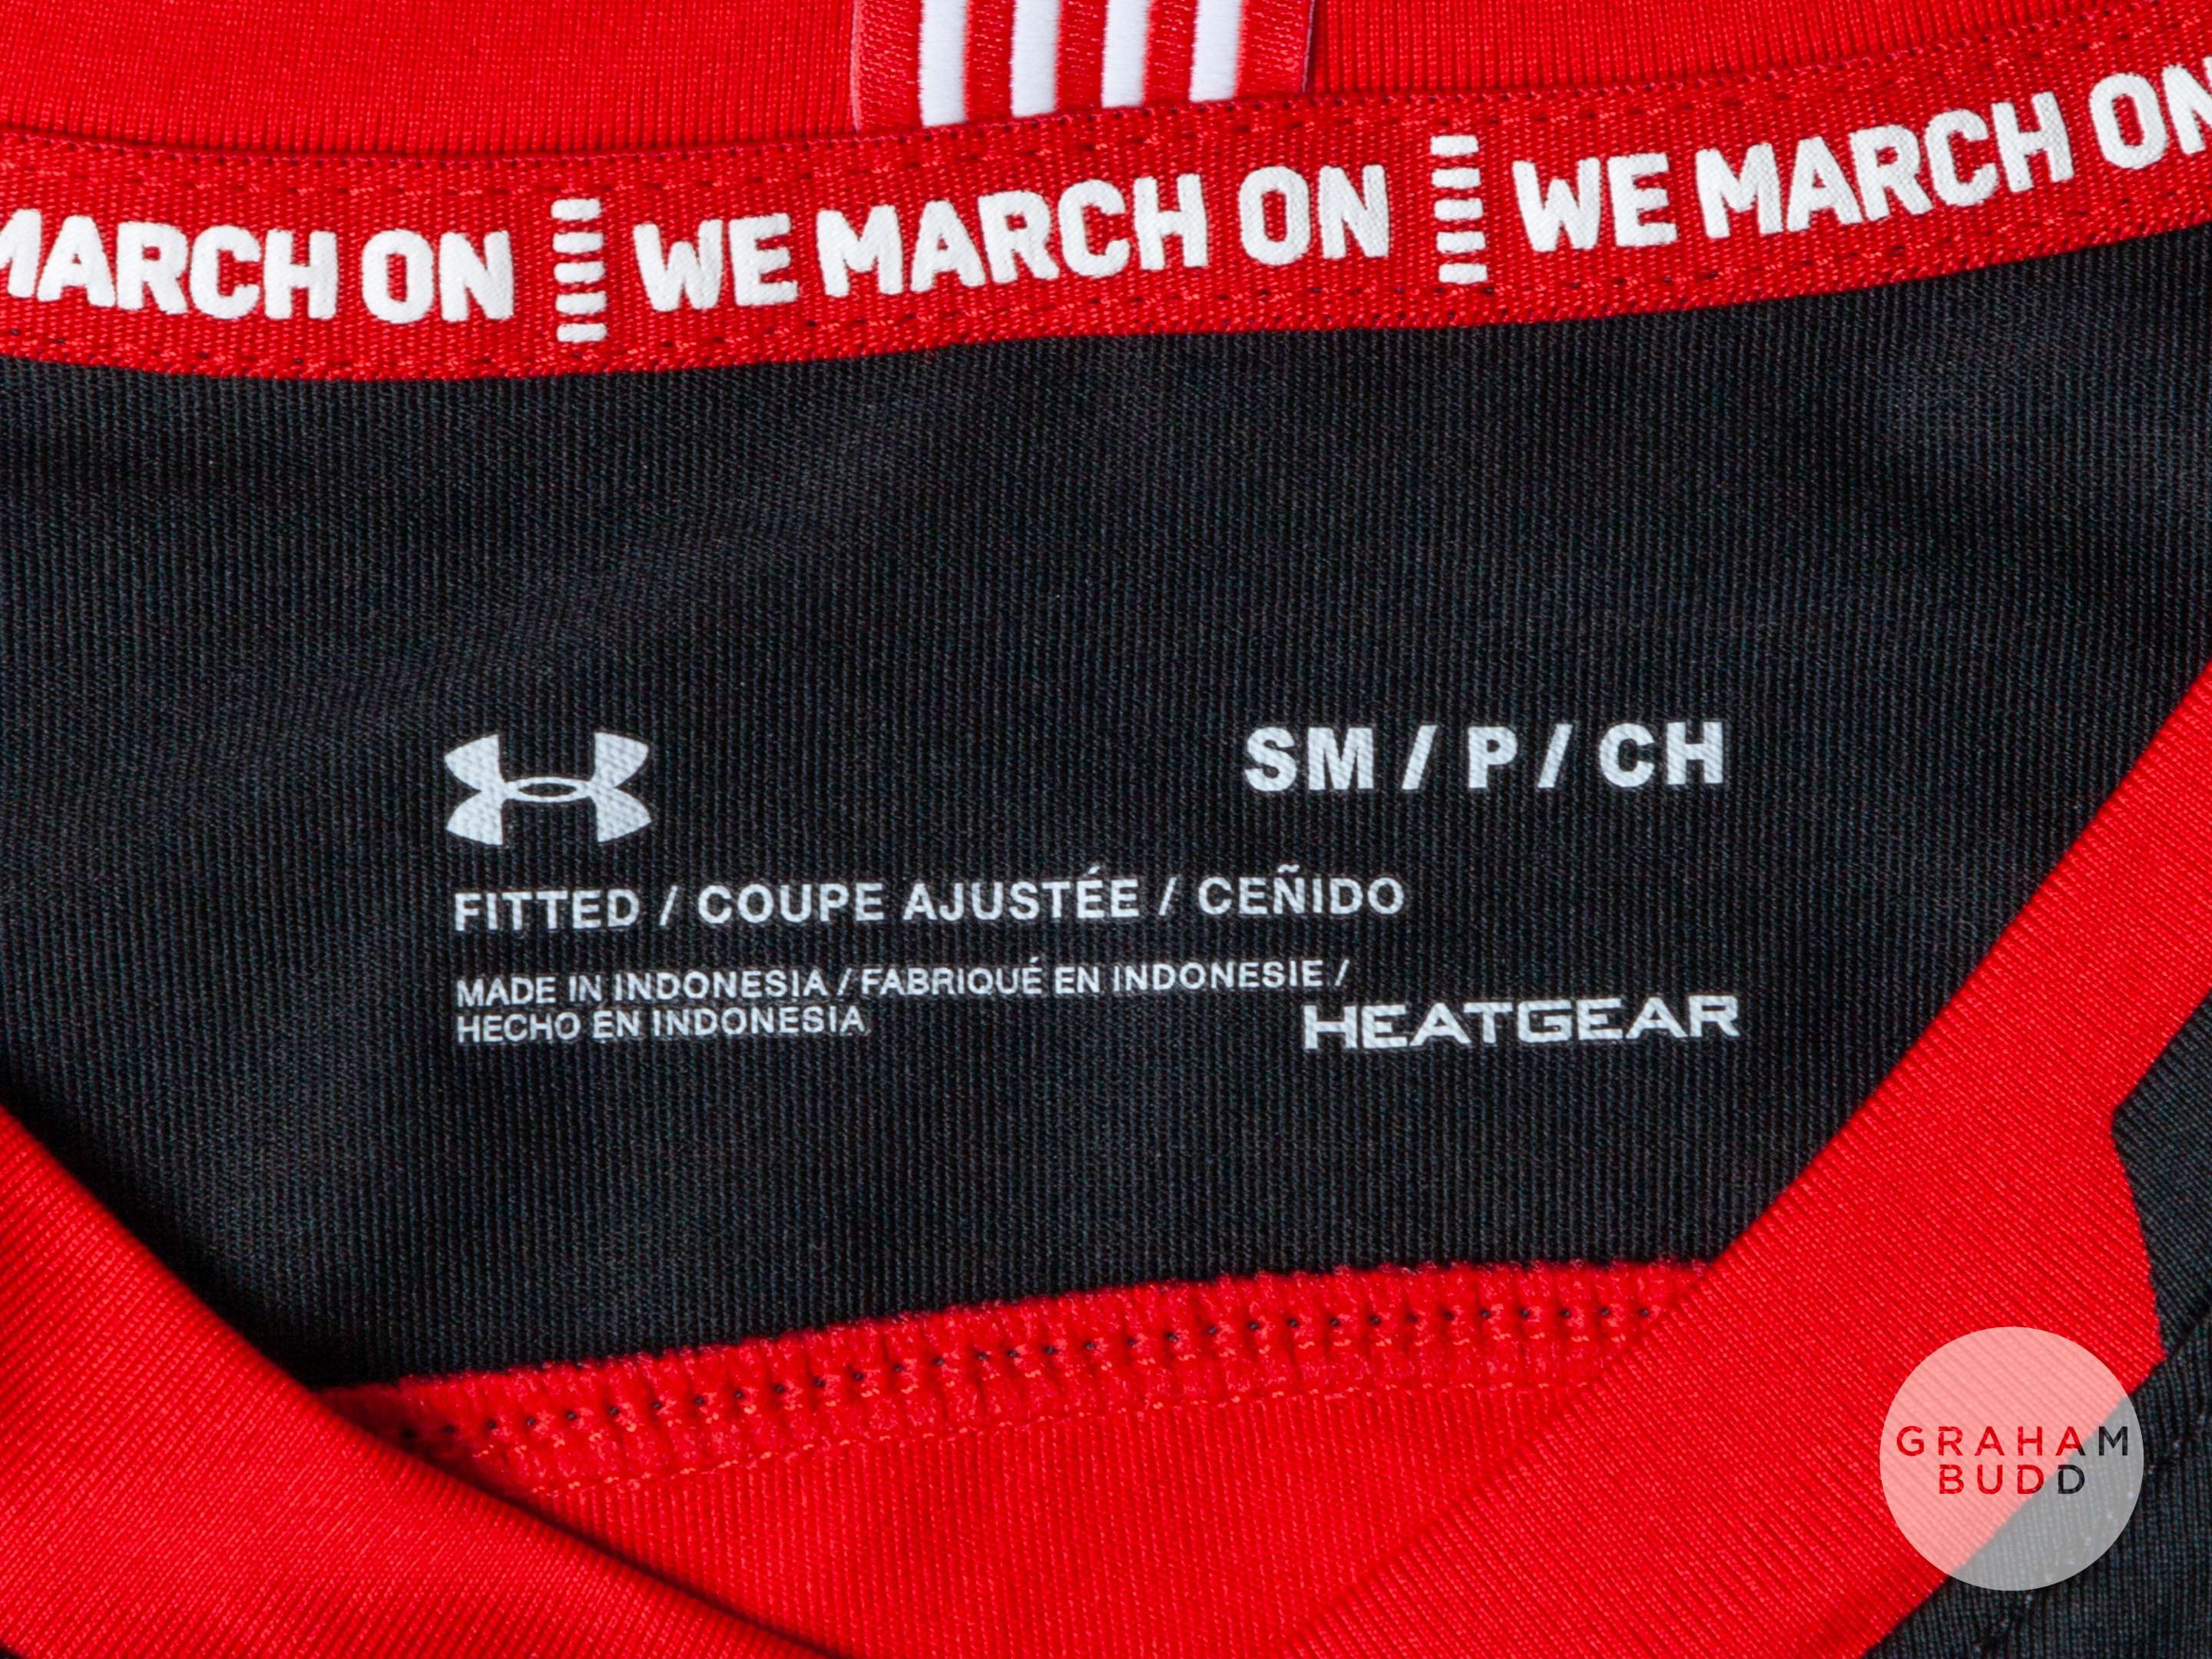 MARCH ON WE MARCH ON WE MARCH ON
SM / P / CH
FITTED / COUPE AJUSTÉE / CEÑIDO
MADE IN INDONESIA / FABRIQUÉ EN INDONESIE /
HECHO EN INDONESIA
HEATGEAR
GRAHAM
BUDD